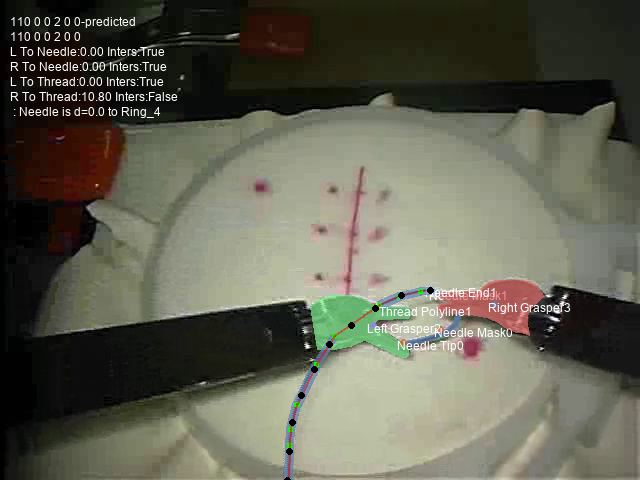 110 0 0 2 0 0-predicted
110 0 0 2 0 0
L To Needle:0.00 Inters:True
R To Needle:0.00 Inters:True
L To Thread:0.00 Inters:True
R To Thread:10.80 Inters:False
: Needle is d=0.0 to Ring_4
Needle End1
Right Grasper3
Thread Polyline1
Left Grasper2
Needle Mask0
Needle Tip0